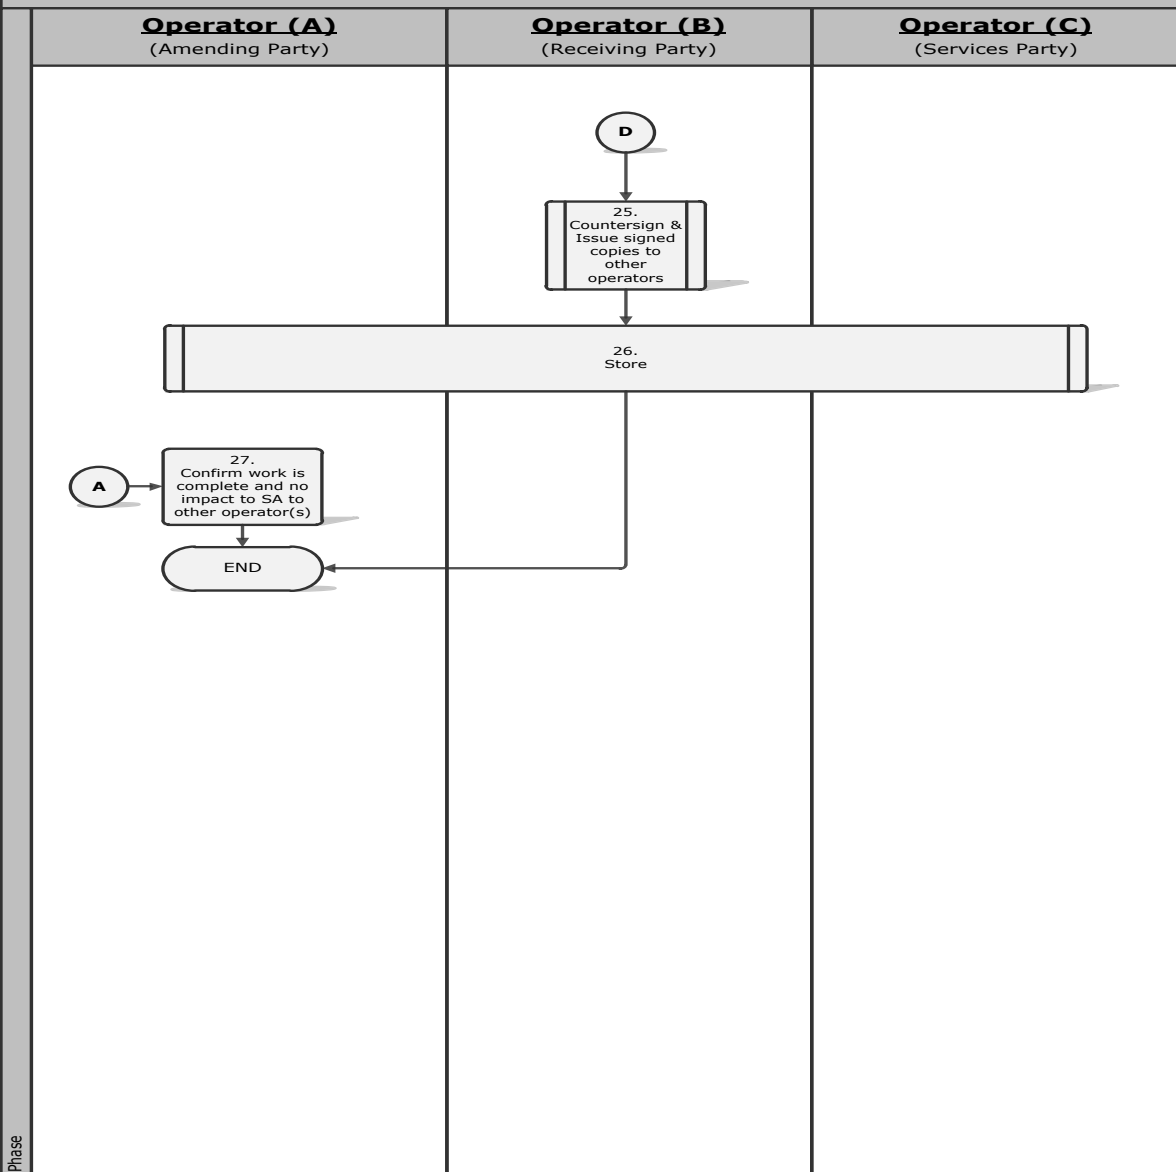 Operator (A)
(Amending Party)
Operator (B)
(Receiving Party)
Operator (C)
(Services Party)
D
25.
Countersign &
Issue signed
copies to
other
operators
26.
Store
A
27.
Confirm work is
complete and no
impact to SA to
other operator(s)
END
Phase